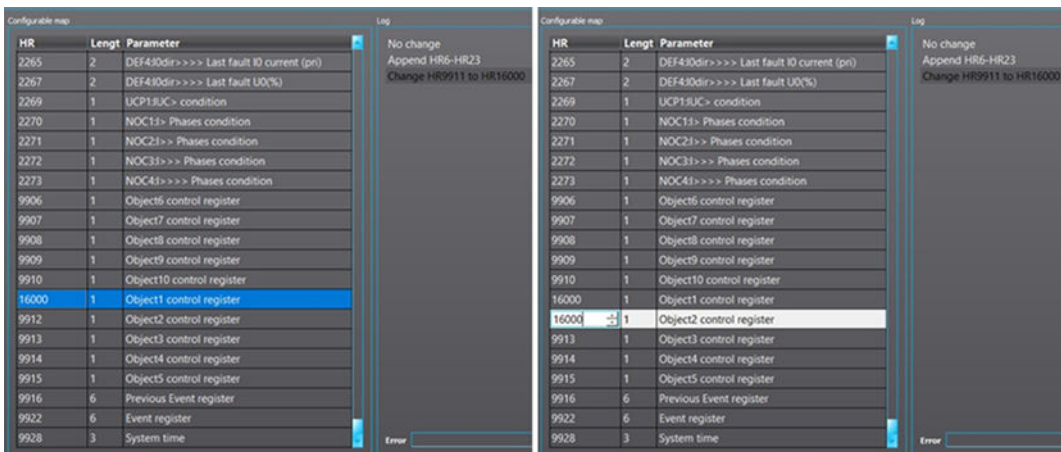 Configurable map
Log
HR Lengt Parameter
2265 2 DEF4:I0dir>>>> Last fault I0 current (pri)
2267 2 DEF4:I0dir>>>> Last fault U0(%)
2269 1 UCP1:IUC> condition
2270 1 NOC1:I> Phases condition
2271 1 NOC2:I>> Phases condition
2272 1 NOC3:I>>> Phases condition
2273 1 NOC4:I>>>> Phases condition
9906 1 Object6 control register
9907 1 Object7 control register
9908 1 Object8 control register
9909 1 Object9 control register
9910 1 Object10 control register
16000 1 Object1 control register
9912 1 Object2 control register
9913 1 Object3 control register
9914 1 Object4 control register
9915 1 Object5 control register
9916 6 Previous Event register
9922 6 Event register
9928 3 System time
No change
Append HR6-HR23
Change HR9911 to HR16000
Error
Configurable map
Log
HR Lengt Parameter
2265 2 DEF4:I0dir>>>> Last fault I0 current (pri)
2267 2 DEF4:I0dir>>>> Last fault U0(%)
2269 1 UCP1:IUC> condition
2270 1 NOC1:I> Phases condition
2271 1 NOC2:I>> Phases condition
2272 1 NOC3:I>>> Phases condition
2273 1 NOC4:I>>>> Phases condition
9906 1 Object6 control register
9907 1 Object7 control register
9908 1 Object8 control register
9909 1 Object9 control register
9910 1 Object10 control register
16000 1 Object1 control register
16000 1 Object2 control register
9913 1 Object3 control register
9914 1 Object4 control register
9915 1 Object5 control register
9916 6 Previous Event register
9922 6 Event register
9928 3 System time
No change
Append HR6-HR23
Change HR9911 to HR16000
Error